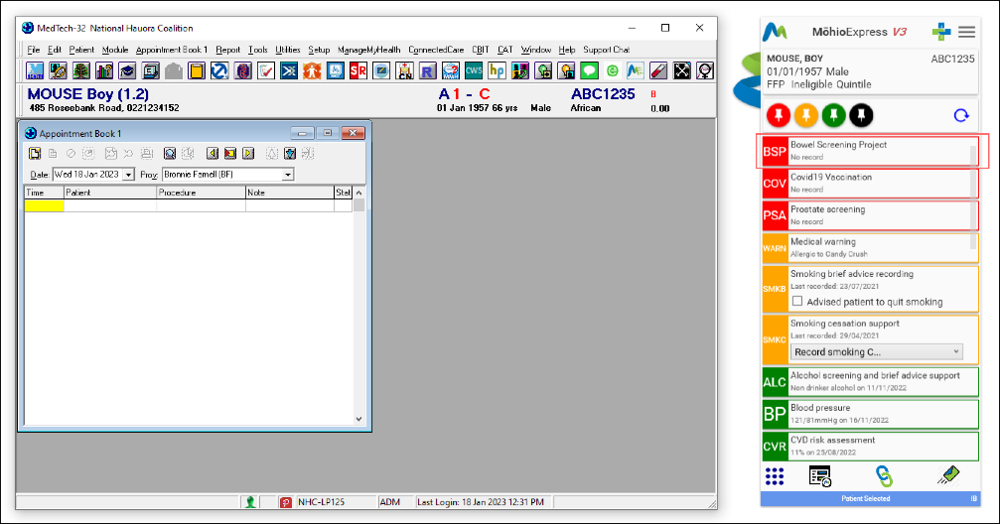 MedTech-32 National Hauora Coalition
File Edit Patient Module Appointment Book 1 Report Tools Utilities Setup ManageMyHealth ConnectedCare CBIT CAT Window Help Support Chat
MOUSE Boy (1.2) A 1 - C ABC1235 8
485 Rosebank Road, 0221234152 01 Jan 1957 66 yrs Male African 0.00
Appointment Book 1
Date: Wed 18 Jan 2023 Prov: Bronnie Farnell (BF)
Time Patient Procedure Note Stat
NHC-LP125 ADM Last Login: 18 Jan 2023 12:31 PM
MōhioExpress V3
MOUSE, BOY ABC1235
01/01/1957 Male
FFP Ineligible Quintile
BSP Bowel Screening Project
No record
COV Covid19 Vaccination
No record
PSA Prostate screening
No record
WARN Medical warning
Allergic to Candy Crush
SMKB Smoking brief advice recording
Last recorded: 23/07/2021
Advised patient to quit smoking
SMKC Smoking cessation support
Last recorded: 29/04/2021
Record smoking C...
ALC Alcohol screening and brief advice support
Non drinker alcohol on 11/11/2022
BP Blood pressure
121/81mmHg on 16/11/2022
CVR CVD risk assessment
11% on 25/08/2022
Patient Selected IB